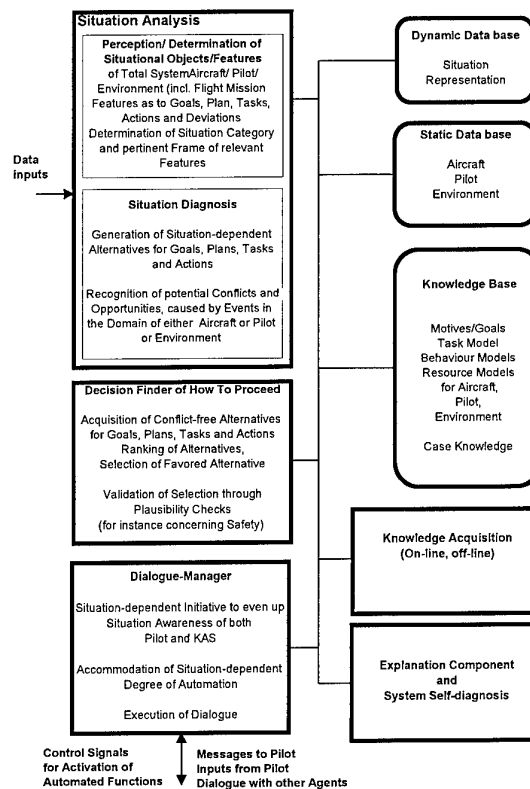 Situation Analysis
Perception/ Determination of
Situational Objects/Features
of Total SystemAircraft/ Pilot/
Environment (incl. Flight Mission
Features as to Goals, Plan, Tasks,
Actions and Deviations
Determination of Situation Category
and pertinent Frame of relevant
Features
Data
inputs
Situation Diagnosis
Generation of Situation-dependent
Alternatives for Goals, Plans, Tasks
and Actions
Recognition of potential Conflicts and
Opportunities, caused by Events in
the Domain of either Aircraft or Pilot
or Environment
Decision Finder of How To Proceed
Acquisition of Conflict-free Alternatives
for Goals, Plans, Tasks and Actions
Ranking of Alternatives,
Selection of Favored Alternative
Validation of Selection through
Plausibility Checks
(for instance concerning Safety)
Dialogue-Manager
Situation-dependent Initiative to even up
Situation Awareness of both
Pilot and KAS
Accommodation of Situation-dependent
Degree of Automation
Execution of Dialogue
Control Signals
for Activation of
Automated Functions
Messages to Pilot
Inputs from Pilot
Dialogue with other Agents
Dynamic Data base
Situation
Representation
Static Data base
Aircraft
Pilot
Environment
Knowledge Base
Motives/Goals
Task Model
Behaviour Models
Resource Models
for Aircraft,
Pilot,
Environment
Case Knowledge
Knowledge Acquisition
(On-line, off-line)
Explanation Component
and
System Self-diagnosis